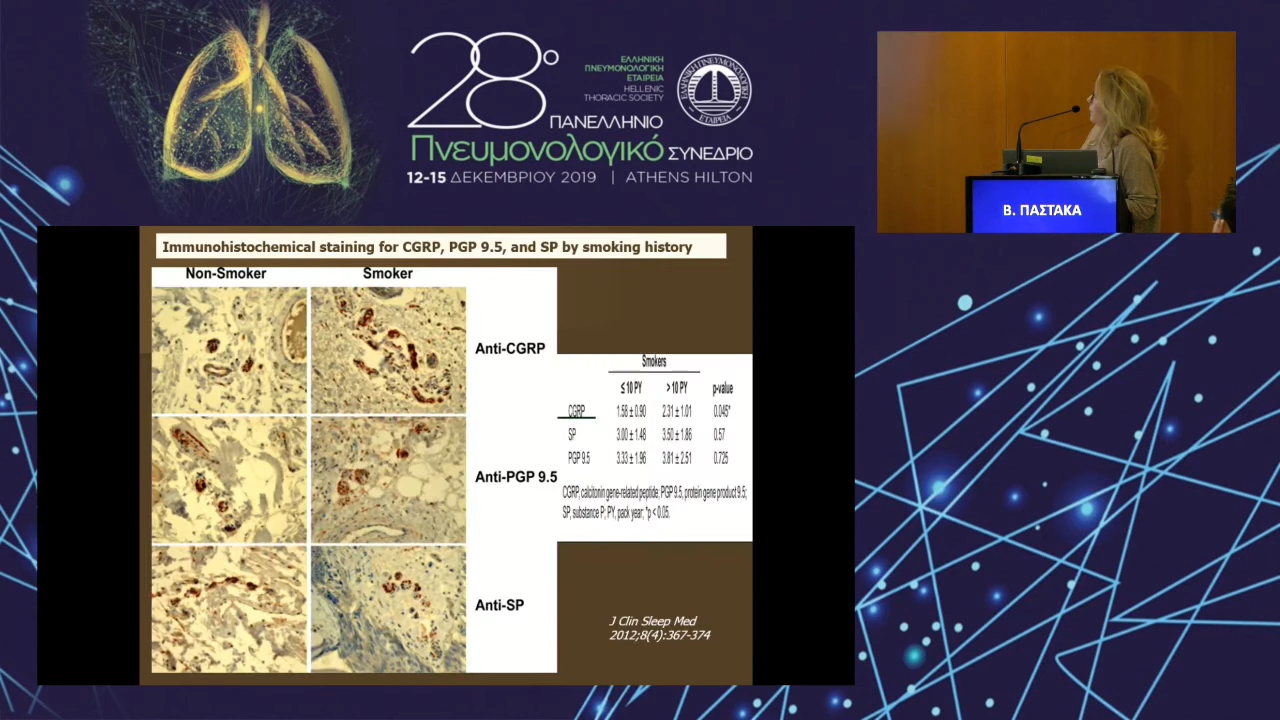 28ο
ΕΛΛΗΝΙΚΗ
ΠΝΕΥΜΟΝΟΛΟΓΙΚΗ
ΕΤΑΙΡΕΙΑ
HELLENIC
THORACIC SOCIETY
ΕΛΛΗΝΙΚΗ ΠΝΕΥΜΟΝΟΛΟΓΙΚΗ
ΕΤΑΙΡΕΙΑ
ΠΑΝΕΛΛΗΝΙΟ
Πνευμονολογικό ΣΥΝΕΔΡΙΟ
12-15 ΔΕΚΕΜΒΡΙΟΥ 2019 | ATHENS HILTON
Β. ΠΑΣΤΑΚΑ
Immunohistochemical staining for CGRP, PGP 9.5, and SP by smoking history
Non-Smoker Smoker
Anti-CGRP
Anti-PGP 9.5
Anti-SP
Smokers
≤ 10 PY > 10 PY p-value
CGRP 1.58 ± 0.90 2.31 ± 1.01 0.045*
SP 3.00 ± 1.48 3.50 ± 1.86 0.57
PGP 9.5 3.33 ± 1.96 3.81 ± 2.51 0.725
CGRP, calcitonin gene-related peptide; PGP 9.5, protein gene product 9.5;
SP, substance P; PY, pack year; *p < 0.05.
J Clin Sleep Med
2012;8(4):367-374